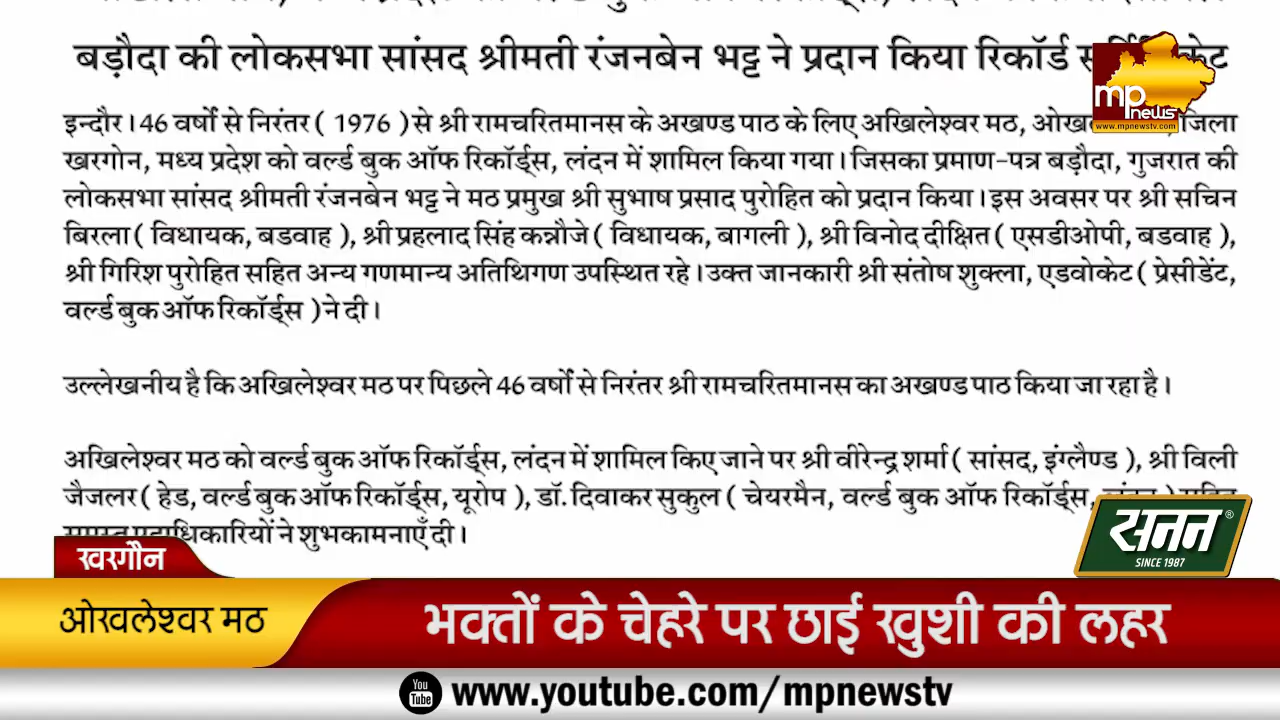 बड़ौदा की लोकसभा सांसद श्रीमती रंजनबेन भट्ट ने प्रदान किया रिकॉर्ड
mp news
www.mpnewstv.com
इन्दौर। 46 वर्षों से निरंतर ( 1976 ) से श्री रामचरितमानस के अखण्ड पाठ के लिए अखिलेश्वर मठ, जिला
खरगोन, मध्य प्रदेश को वर्ल्ड बुक ऑफ रिकॉर्ड्स, लंदन में शामिल किया गया। जिसका प्रमाण-पत्र बड़ौदा, गुजरात की
लोकसभा सांसद श्रीमती रंजनबेन भट्ट ने मठ प्रमुख श्री सुभाष प्रसाद पुरोहित को प्रदान किया। इस अवसर पर श्री सचिन
बिरला ( विधायक, बडवाह ), श्री प्रहलाद सिंह कन्नौजे ( विधायक, बागली ), श्री विनोद दीक्षित ( एसडीओपी, बडवाह ),
श्री गिरिश पुरोहित सहित अन्य गणमान्य अतिथिगण उपस्थित रहे। उक्त जानकारी श्री संतोष शुक्ला, एडवोकेट ( प्रेसीडेंट,
वर्ल्ड बुक ऑफ रिकॉर्ड्स ) ने दी।
उल्लेखनीय है कि अखिलेश्वर मठ पर पिछले 46 वर्षों से निरंतर श्री रामचरितमानस का अखण्ड पाठ किया जा रहा है।
अखिलेश्वर मठ को वर्ल्ड बुक ऑफ रिकॉर्ड्स, लंदन में शामिल किए जाने पर श्री वीरेन्द्र शर्मा ( सांसद, इंग्लैण्ड ), श्री विली
जैजलर ( हेड, वर्ल्ड बुक ऑफ रिकॉर्ड्स, यूरोप ), डॉ. दिवाकर सुकुल ( चेयरमैन, वर्ल्ड बुक ऑफ रिकॉर्ड्स,
ने शुभकामनाएँ दी।
सनन®
SINCE 1987
खरगौन
ओखलेश्वर मठ
भक्तों के चेहरे पर छाई खुशी की लहर
You Tube www.youtube.com/mpnewstv